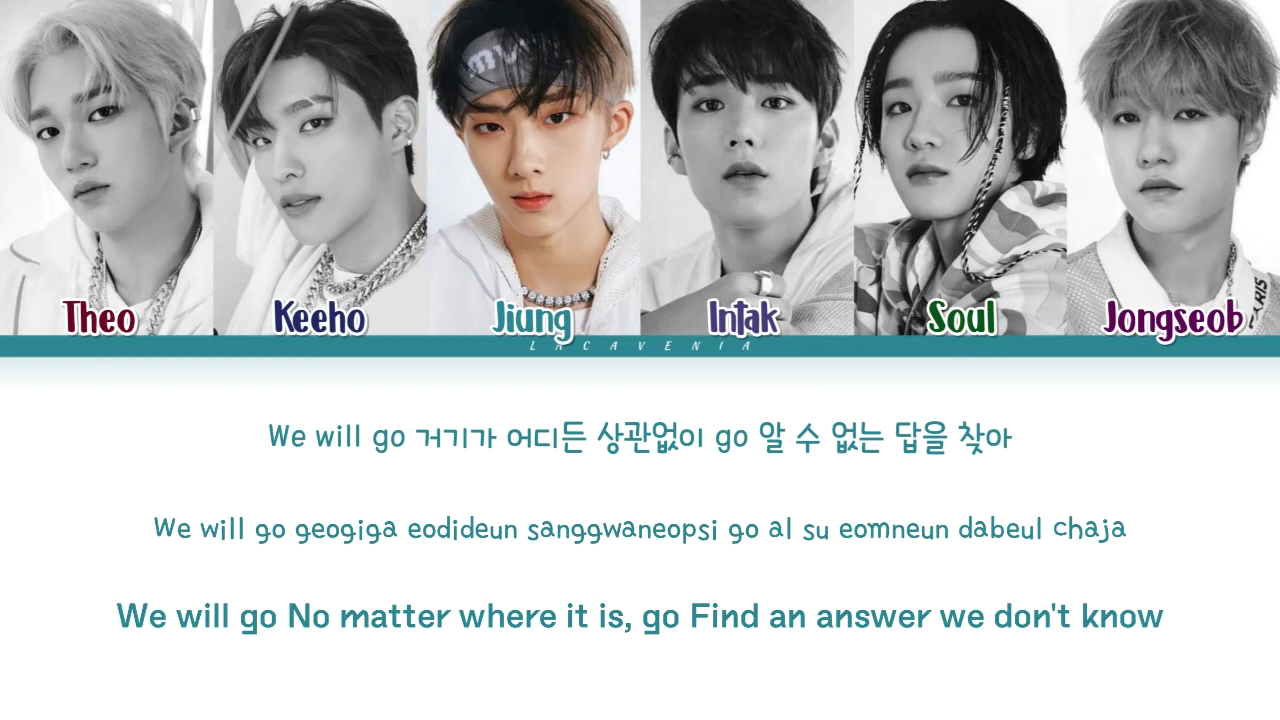 Theo Keeho Jiung Intak Soul Jongseob
LACAVENIA
We will go 거기가 어디든 상관없이 go 알 수 없는 답을 찾아
We will go geogiga eodideun sanggwaneopsi go al su eomneun dabeul chaja
We will go No matter where it is, go Find an answer we don't know